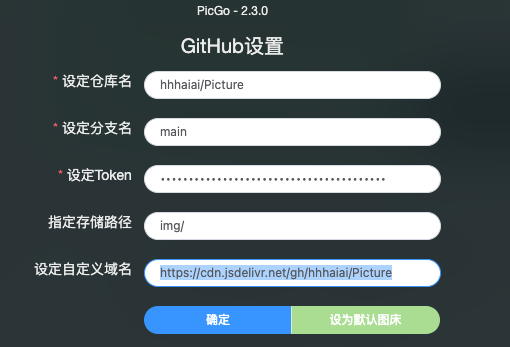 PicGo - 2.3.0
GitHub设置
* 设定仓库名 hhhaiai/Picture
* 设定分支名 main
* 设定Token ••••••••••••••••••••••••••••••••••••••••
指定存储路径 img/
设定自定义域名 https://cdn.jsdelivr.net/gh/hhhaiai/Picture
确定 设为默认图床